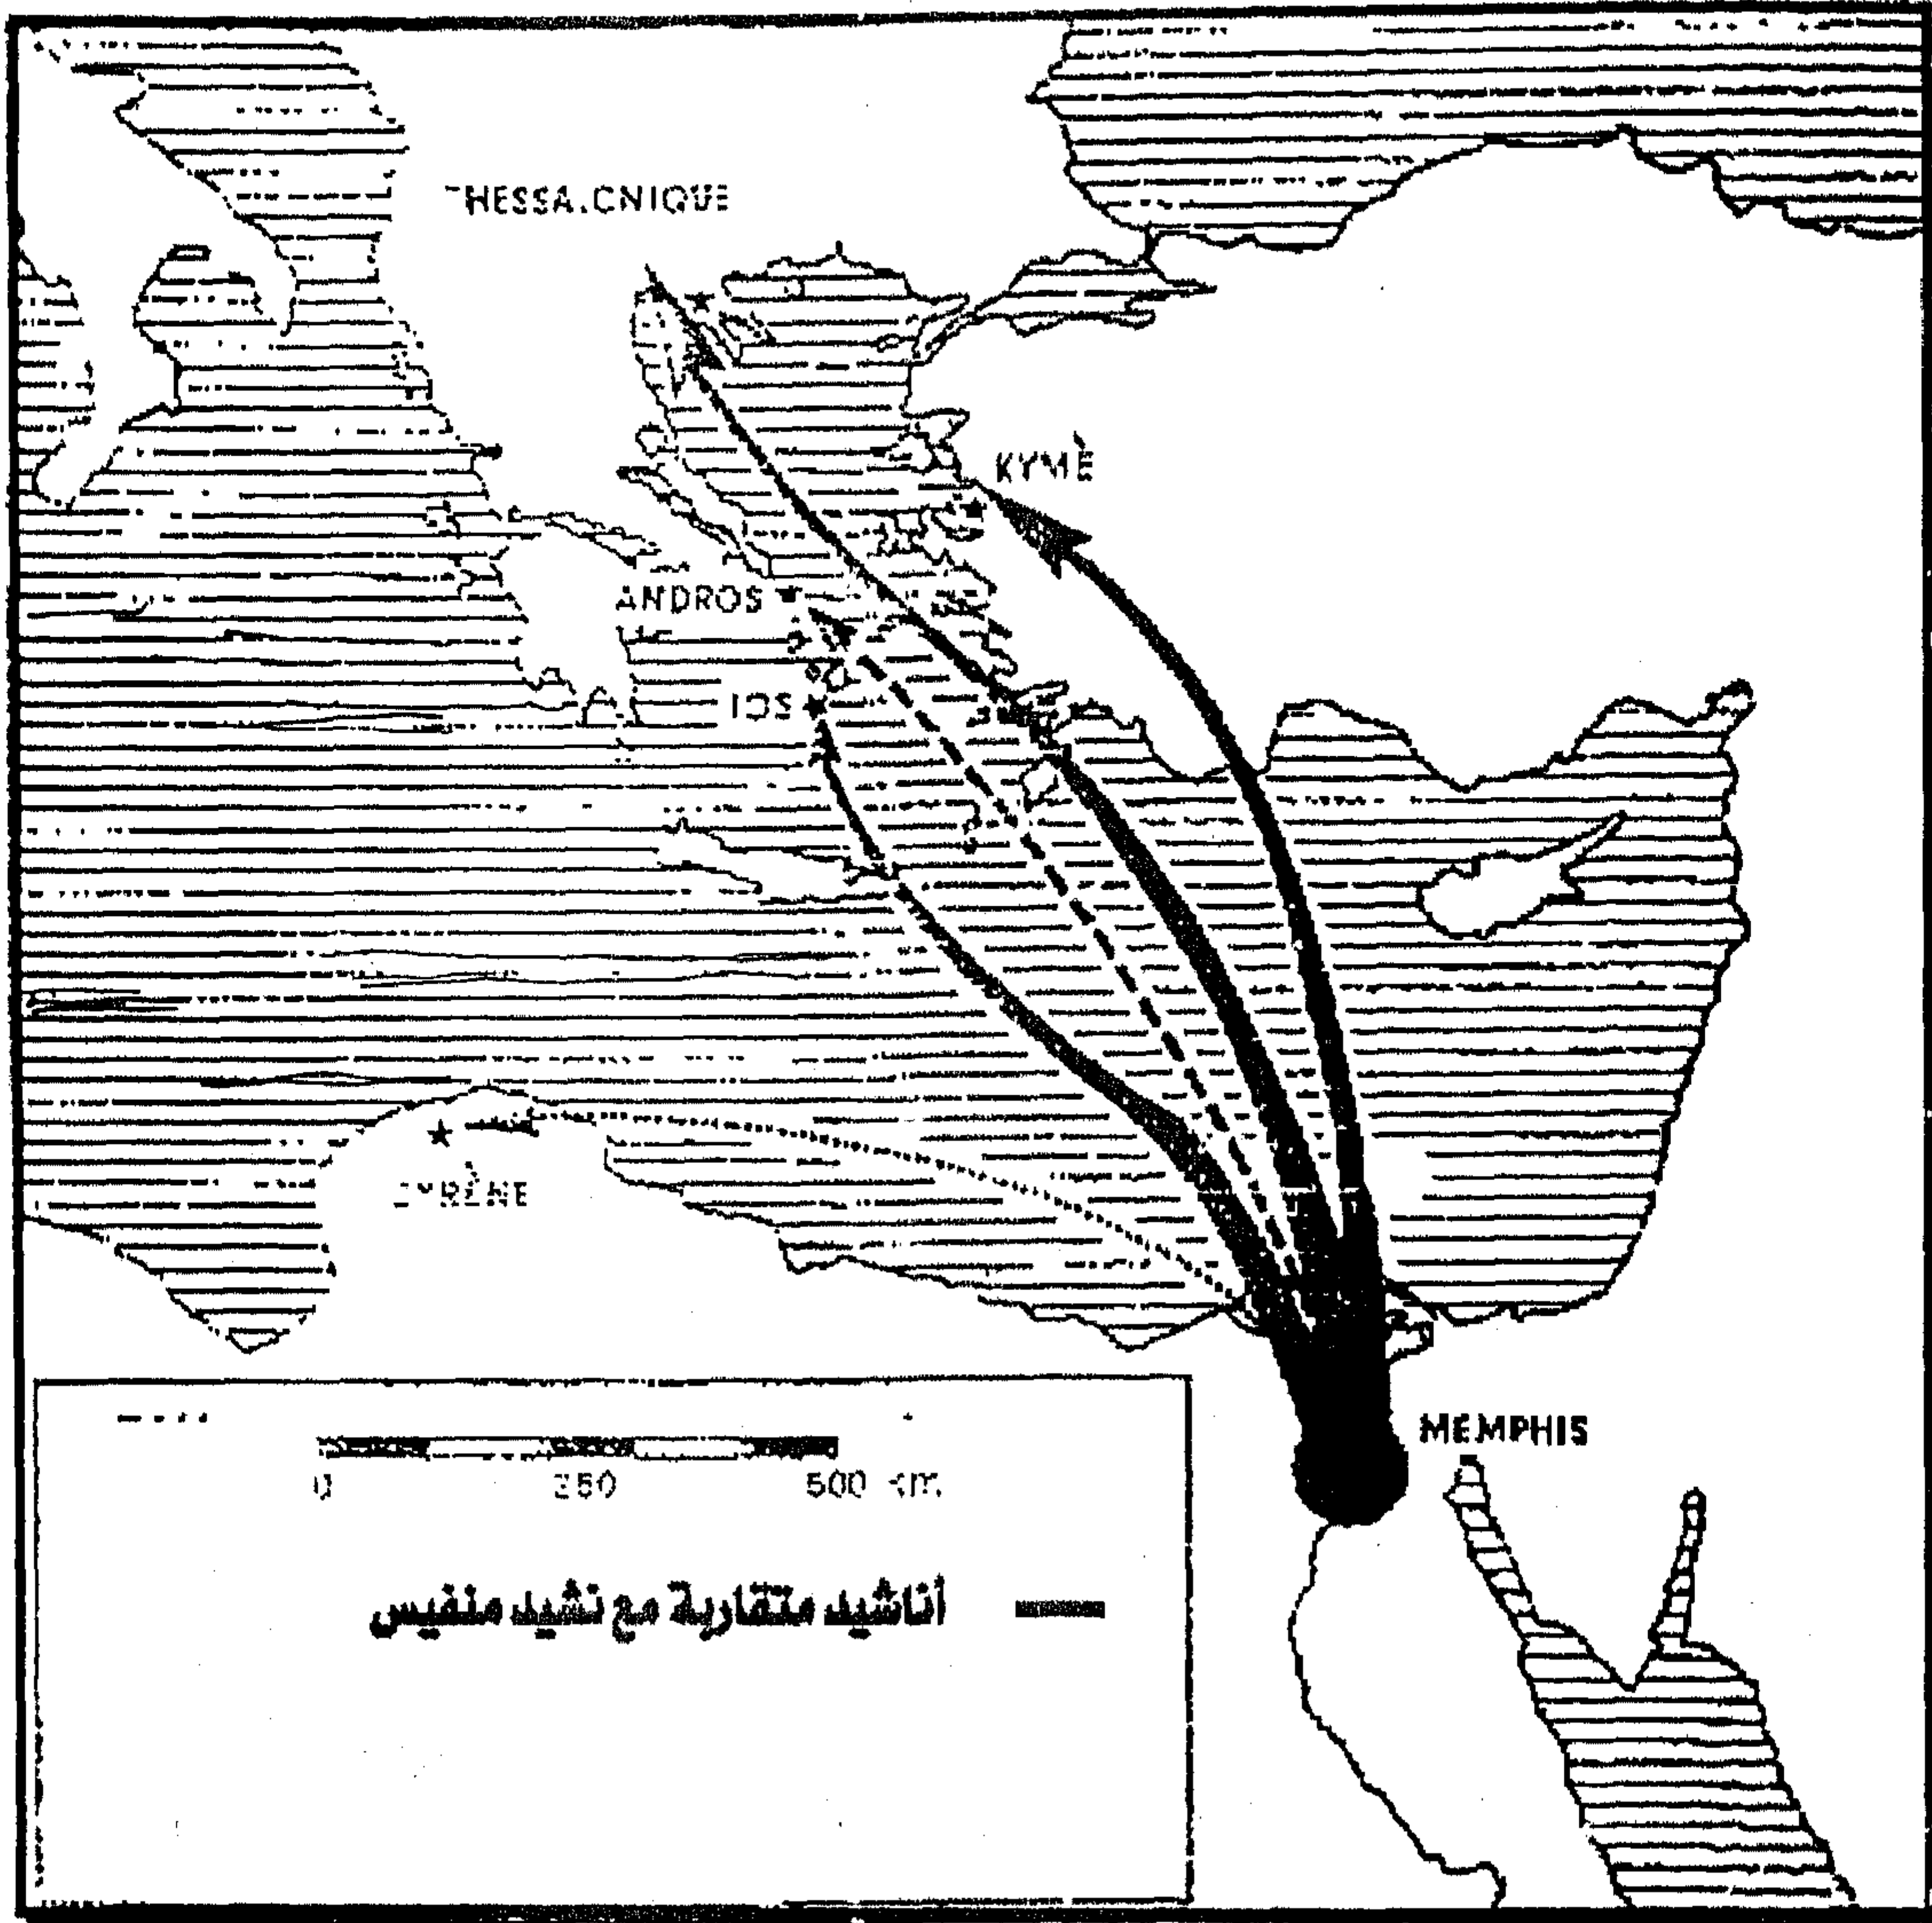 THESSALONIQUE
KYMÈ
ANDROS
IOS
CYRÈNE
MEMPHIS
0 250 500 km
أناشيد متقاربة مع نشيد منفيس